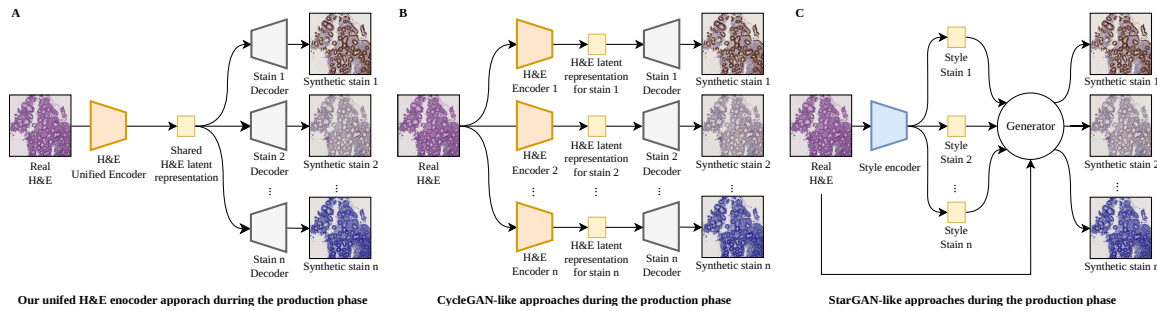 A
Real
H&E
H&E
Unified Encoder
Shared
H&E latent
representation
Stain 1
Decoder
Synthetic stain 1
Stain 2
Decoder
Synthetic stain 2
...
...
Stain n
Decoder
Synthetic stain n
Our unifed H&E enocoder apporach durring the production phase
B
Real
H&E
H&E
Encoder 1
H&E latent
representation
for stain 1
Stain 1
Decoder
Synthetic stain 1
H&E
Encoder 2
H&E latent
representation
for stain 2
Stain 2
Decoder
Synthetic stain 2
...
...
...
...
H&E
Encoder n
H&E latent
representation
for stain n
Stain n
Decoder
Synthetic stain n
CycleGAN-like approaches during the production phase
C
Real
H&E
Style encoder
Style
Stain 1
Style
Stain 2
...
Style
Stain n
Generator
Synthetic stain 1
Synthetic stain 2
...
Synthetic stain n
StarGAN-like approaches during the production phase